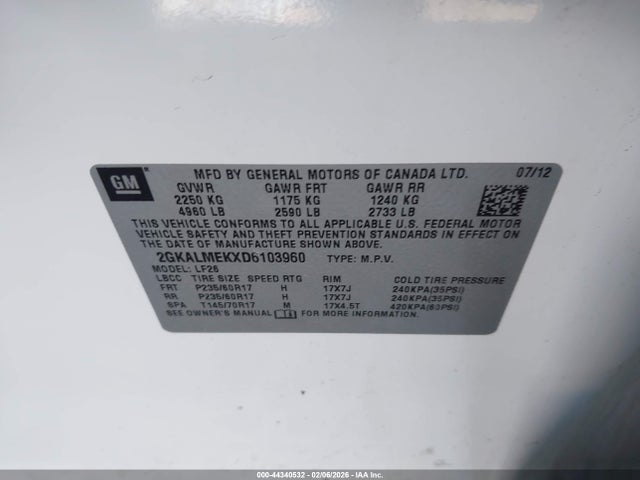 GM
MFD BY GENERAL MOTORS OF CANADA LTD. 07/12
GVWR GAWR FRT GAWR RR
2250 KG 1175 KG 1240 KG
4960 LB 2590 LB 2733 LB
THIS VEHICLE CONFORMS TO ALL APPLICABLE U.S. FEDERAL MOTOR
VEHICLE SAFETY AND THEFT PREVENTION STANDARDS IN EFFECT ON THE
DATE OF MANUFACTURE SHOWN ABOVE.
2GKALMEKXD6103960 TYPE: M.P.V.
MODEL: LF26
LBCC TIRE SIZE SPEED RTG RIM COLD TIRE PRESSURE
FRT P235/60R17 H 17X7J 240KPA(35PSI)
RR P235/60R17 H 17X7J 240KPA(35PSI)
SPA T145/70R17 M 17X4.5T 420KPA(60PSI)
SEE OWNER'S MANUAL FOR MORE INFORMATION.
000-44340532 - 02/06/2026 - IAAI.COM